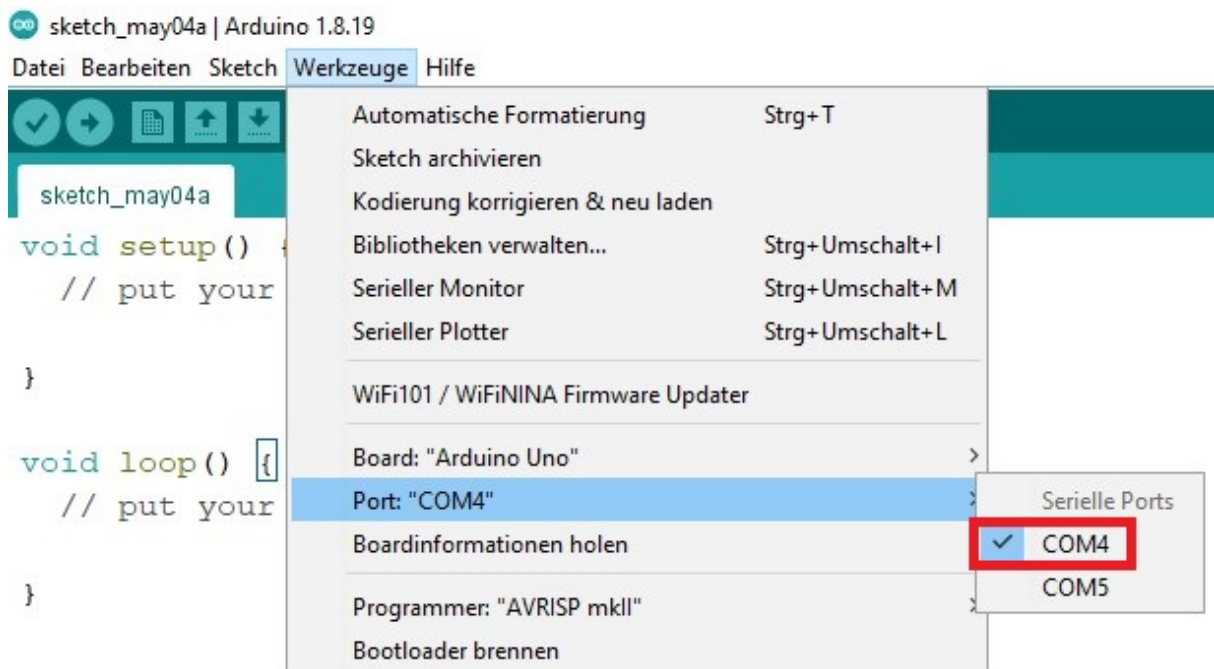 sketch_may04a | Arduino 1.8.19
Datei Bearbeiten Sketch Werkzeuge Hilfe
sketch_may04a
void setup() {
// put your
}
void loop() {
// put your
}
Automatische Formatierung Strg+T
Sketch archivieren
Kodierung korrigieren & neu laden
Bibliotheken verwalten... Strg+Umschalt+I
Serieller Monitor Strg+Umschalt+M
Serieller Plotter Strg+Umschalt+L
WiFi101 / WiFiNINA Firmware Updater
Board: "Arduino Uno"
Port: "COM4"
Boardinformationen holen
Programmer: "AVRISP mkII"
Bootloader brennen
Serielle Ports
COM4
COM5